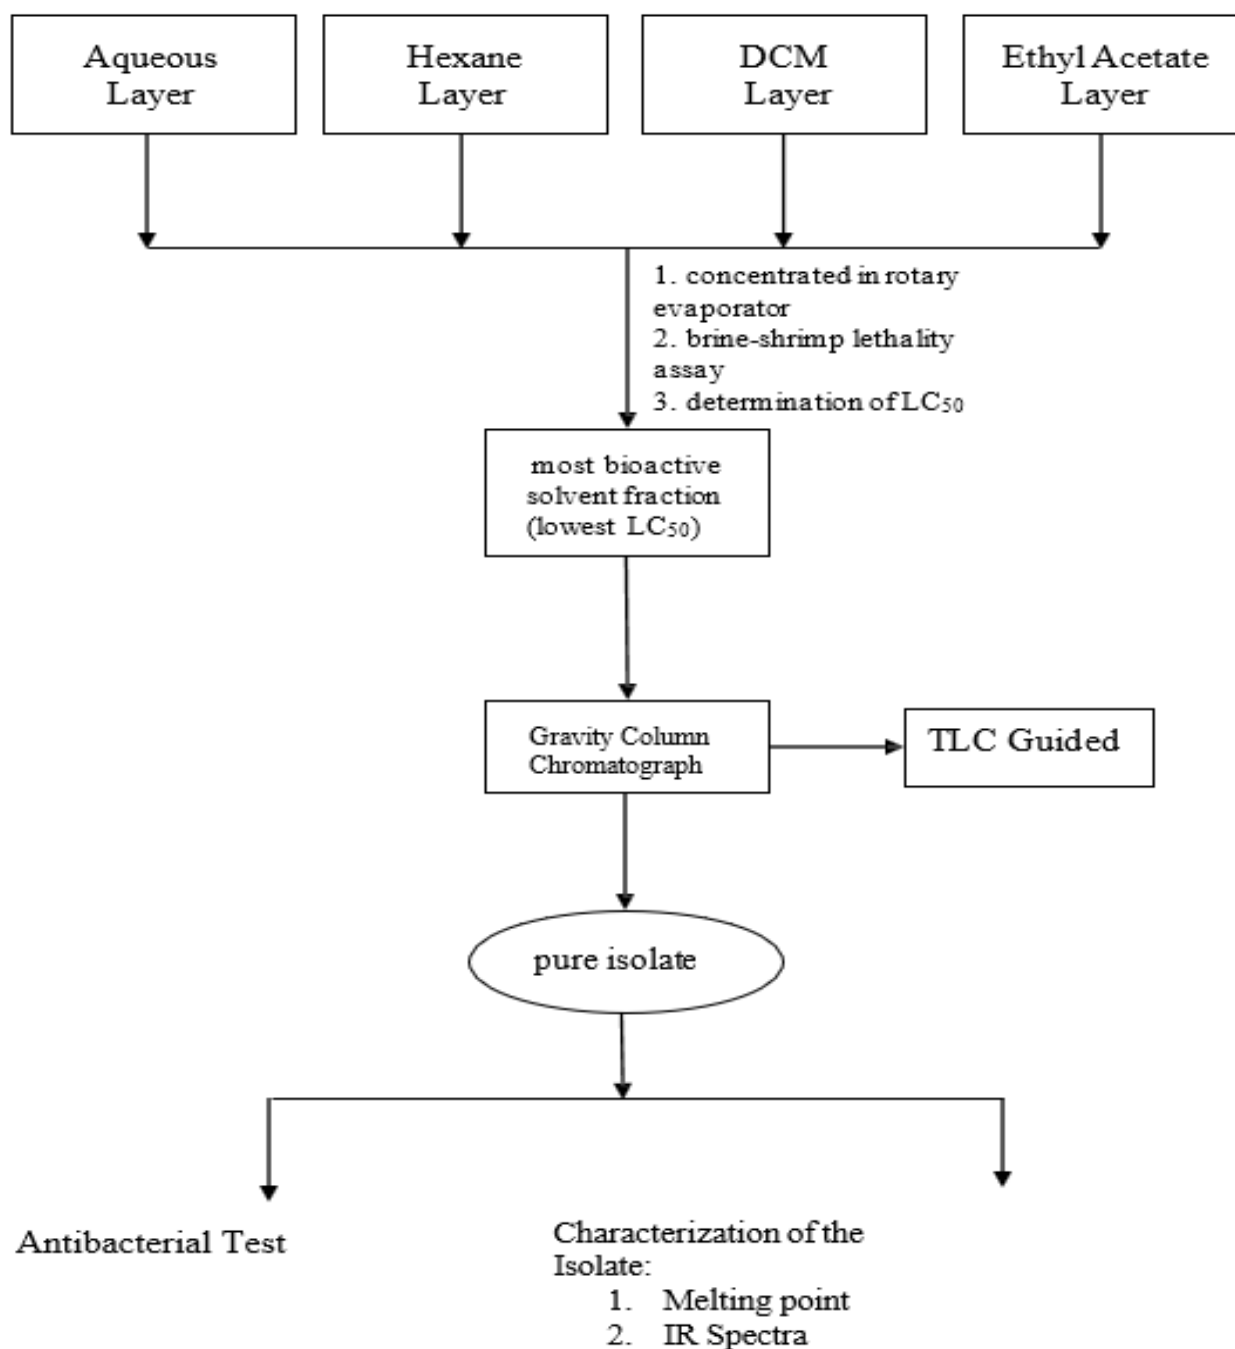 Aqueous
Layer
Hexane
Layer
DCM
Layer
Ethyl Acetate
Layer
1. concentrated in rotary
evaporator
2. brine-shrimp lethality
assay
3. determination of LC₅₀
most bioactive
solvent fraction
(lowest LC₅₀)
Gravity Column
Chromatograph
TLC Guided
pure isolate
Antibacterial Test
Characterization of the
Isolate:
1. Melting point
2. IR Spectra